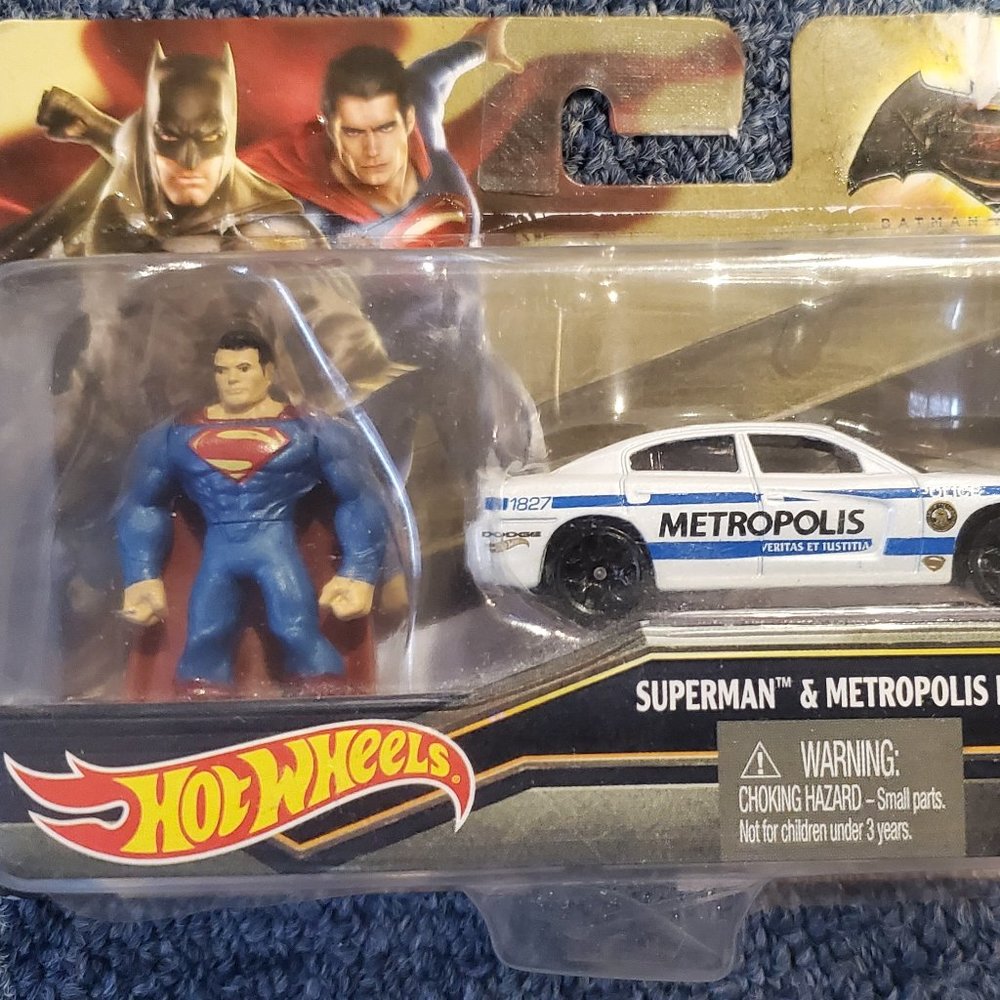 BATMAN
1827
POLICE
DODGE
METROPOLIS
VERITAS ET IUSTITIA
SUPERMAN™ & METROPOLIS
HOT WHEELS®
WARNING:
CHOKING HAZARD – Small parts.
Not for children under 3 years.